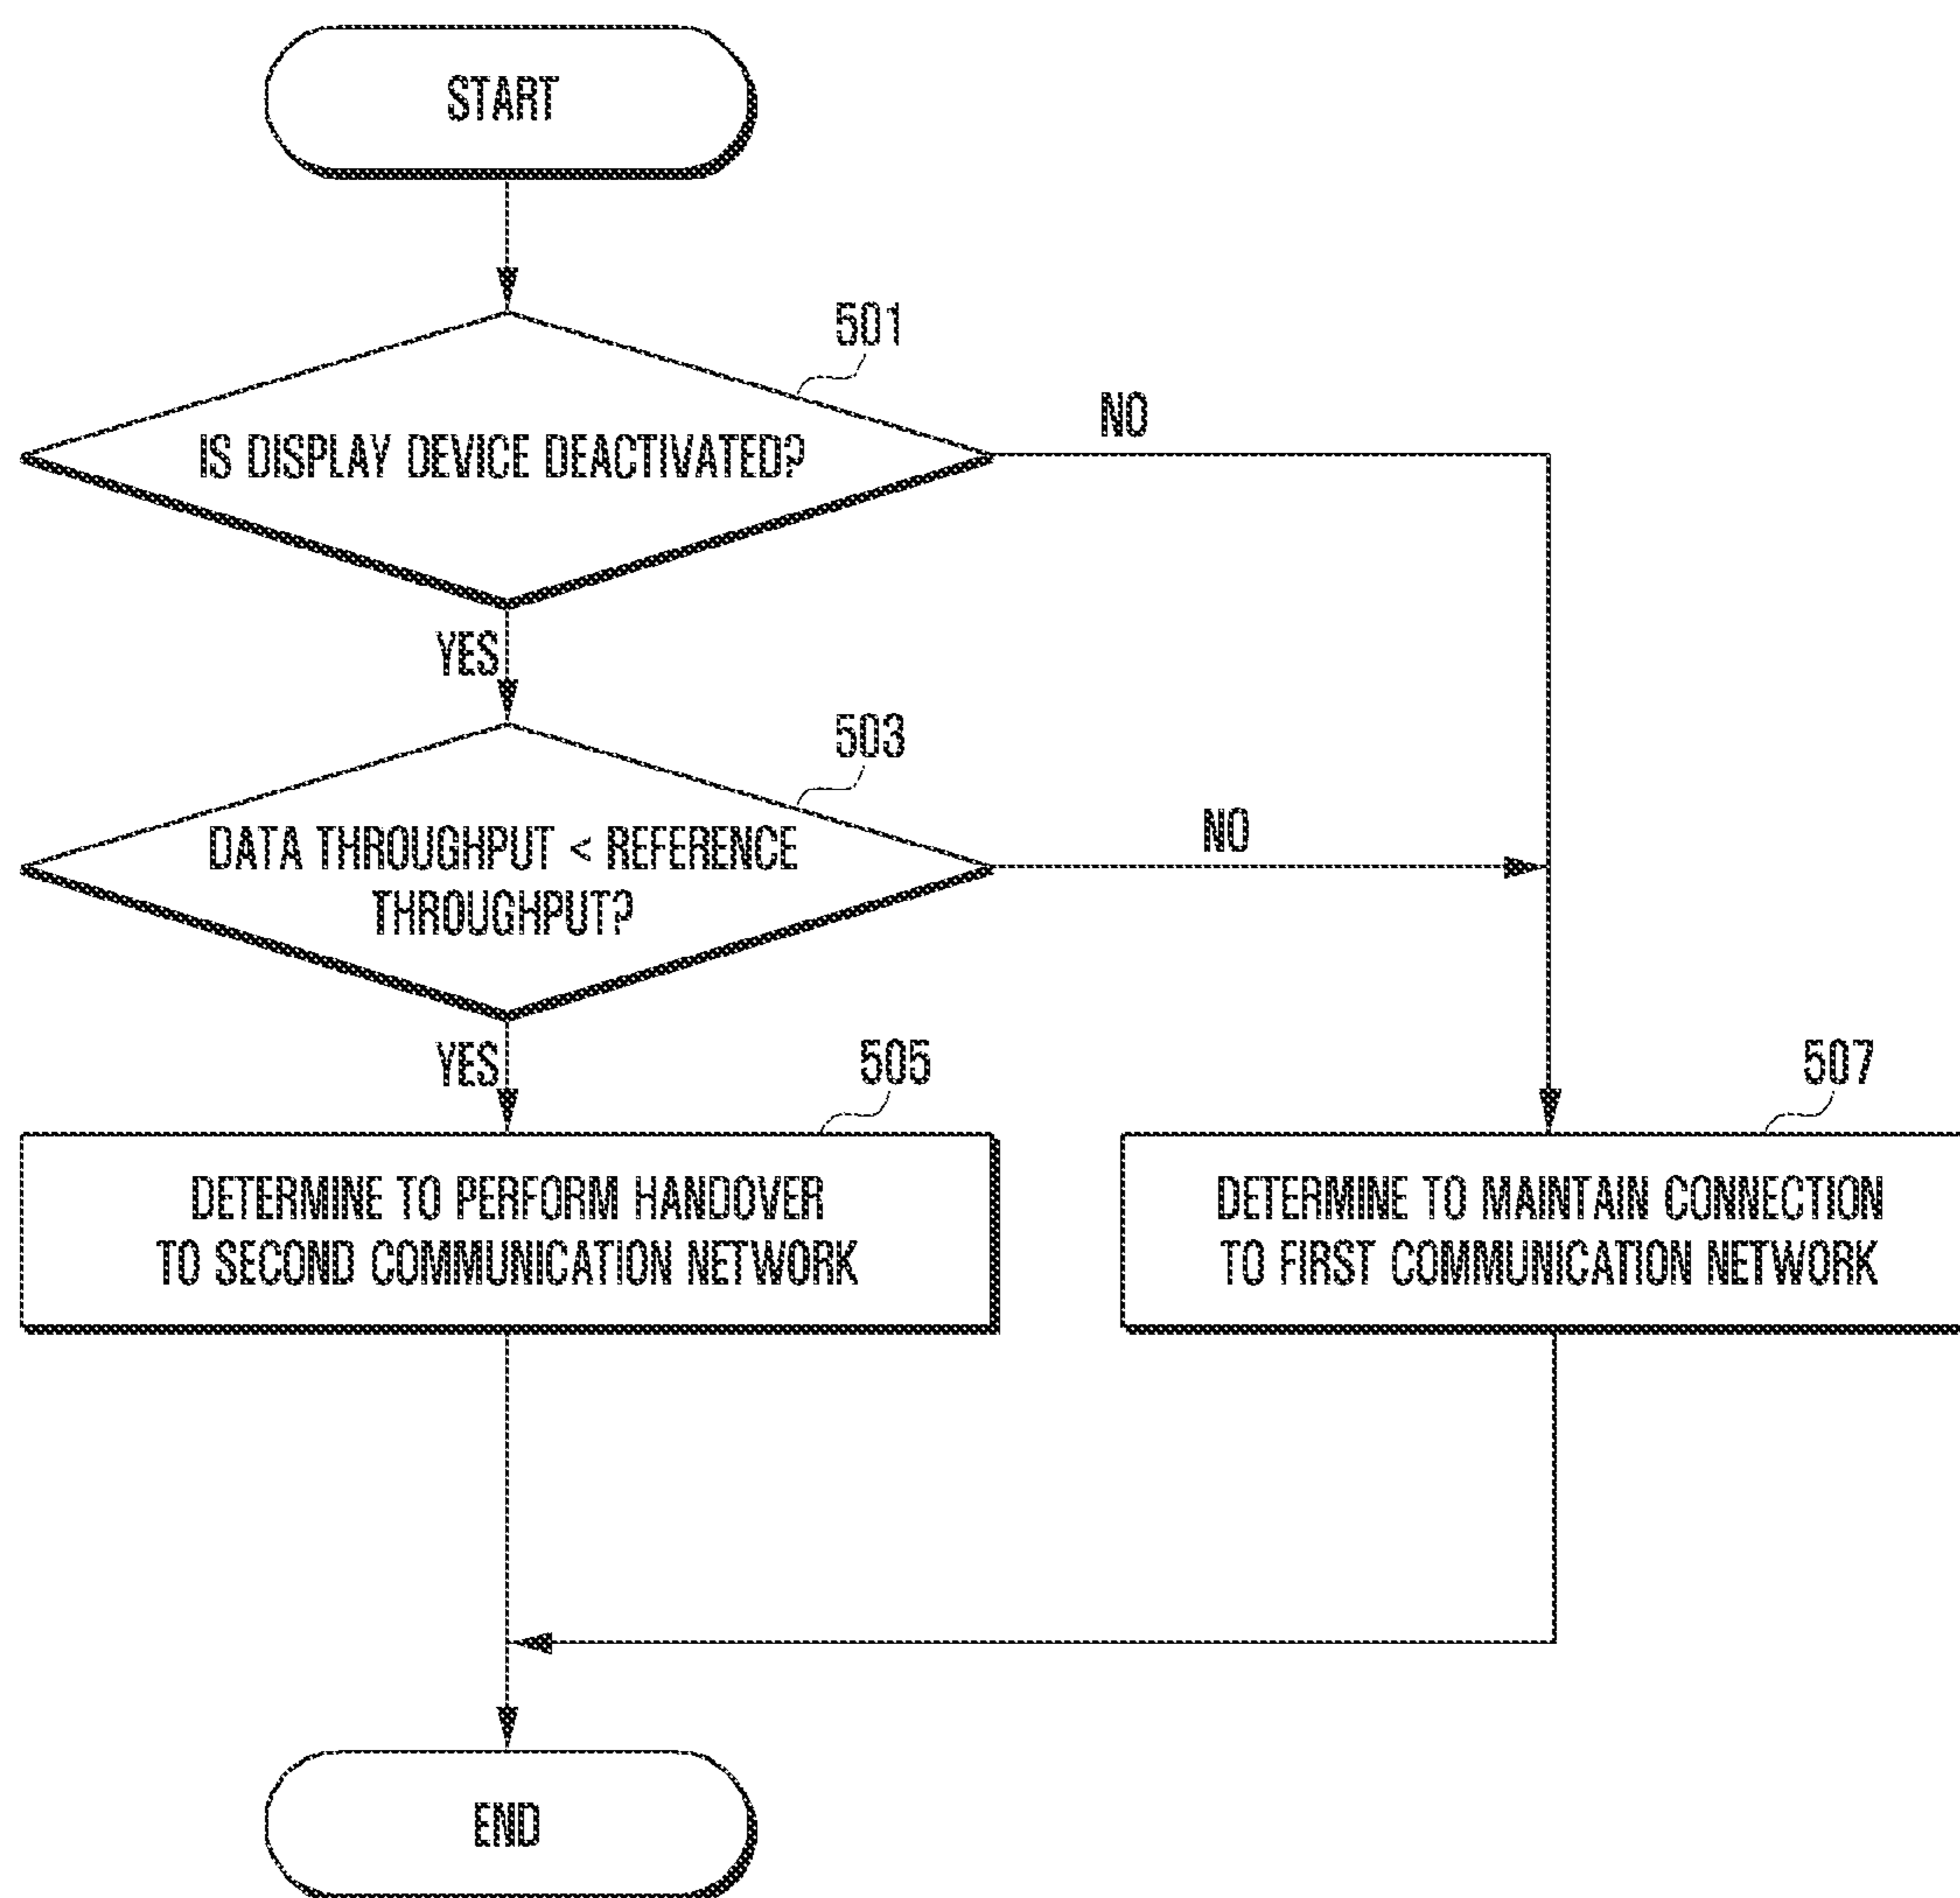 START
501
IS DISPLAY DEVICE DEACTIVATED?
NO
YES
503
DATA THROUGHPUT < REFERENCE
THROUGHPUT?
NO
YES
505
DETERMINE TO PERFORM HANDOVER
TO SECOND COMMUNICATION NETWORK
507
DETERMINE TO MAINTAIN CONNECTION
TO FIRST COMMUNICATION NETWORK
END